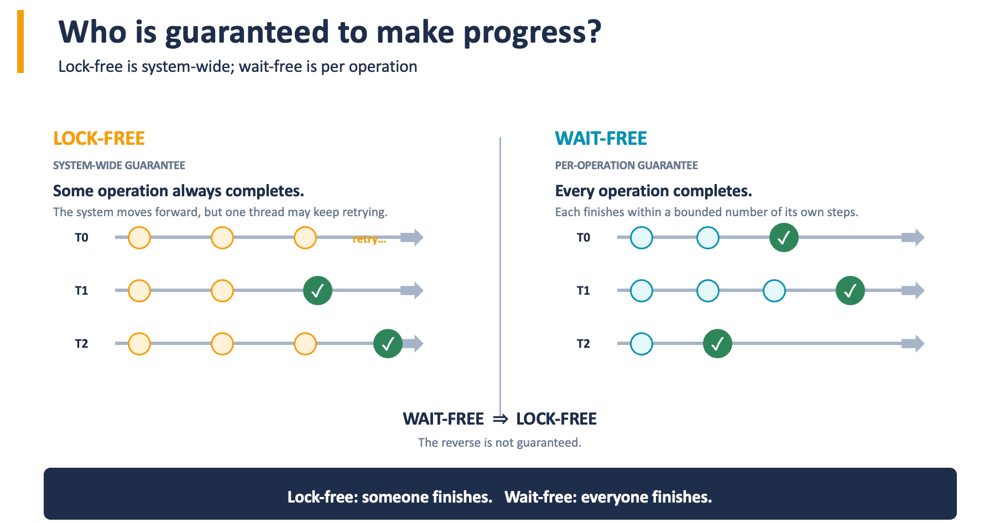 Who is guaranteed to make progress?
Lock-free is system-wide; wait-free is per operation
LOCK-FREE
SYSTEM-WIDE GUARANTEE
Some operation always completes.
The system moves forward, but one thread may keep retrying.
T0
retry...
T1
✓
T2
✓
WAIT-FREE
PER-OPERATION GUARANTEE
Every operation completes.
Each finishes within a bounded number of its own steps.
T0
✓
T1
✓
T2
✓
WAIT-FREE ⇒ LOCK-FREE
The reverse is not guaranteed.
Lock-free: someone finishes. Wait-free: everyone finishes.